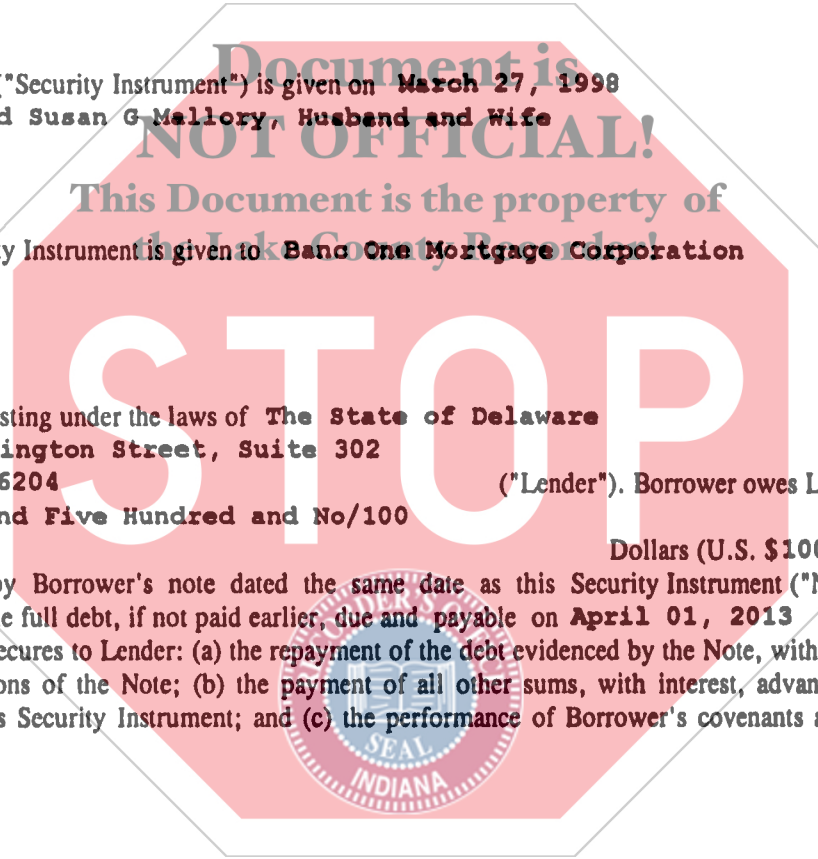 Document is
("Security Instrument") is given on March 27, 1998
d Susan G Mallory, Husband and Wife
NOT OFFICIAL!
This Document is the property of
the Lake County Recorder!
y Instrument is given to Banc One Mortgage Corporation
STOP
sting under the laws of The State of Delaware
ington Street, Suite 302
6204 ("Lender"). Borrower owes L
nd Five Hundred and No/100
Dollars (U.S. $100
by Borrower's note dated the same date as this Security Instrument ("N
e full debt, if not paid earlier, due and payable on April 01, 2013
ecures to Lender: (a) the repayment of the debt evidenced by the Note, with
ons of the Note; (b) the payment of all other sums, with interest, advan
s Security Instrument; and (c) the performance of Borrower's covenants a
RECORDER'S OFFICE
SEAL
INDIANA